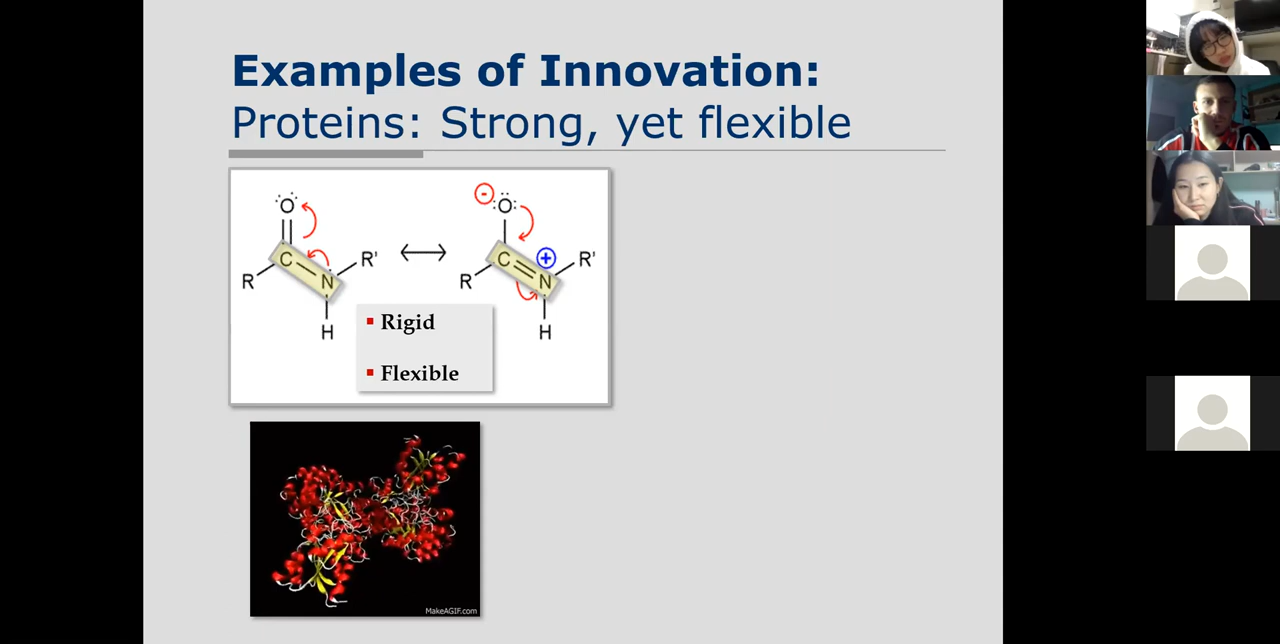 Examples of Innovation:
Proteins: Strong, yet flexible
O
C
N
R
R'
H
-
O
C
+
N
R
R'
H
Rigid
Flexible
MakeAGIF.com